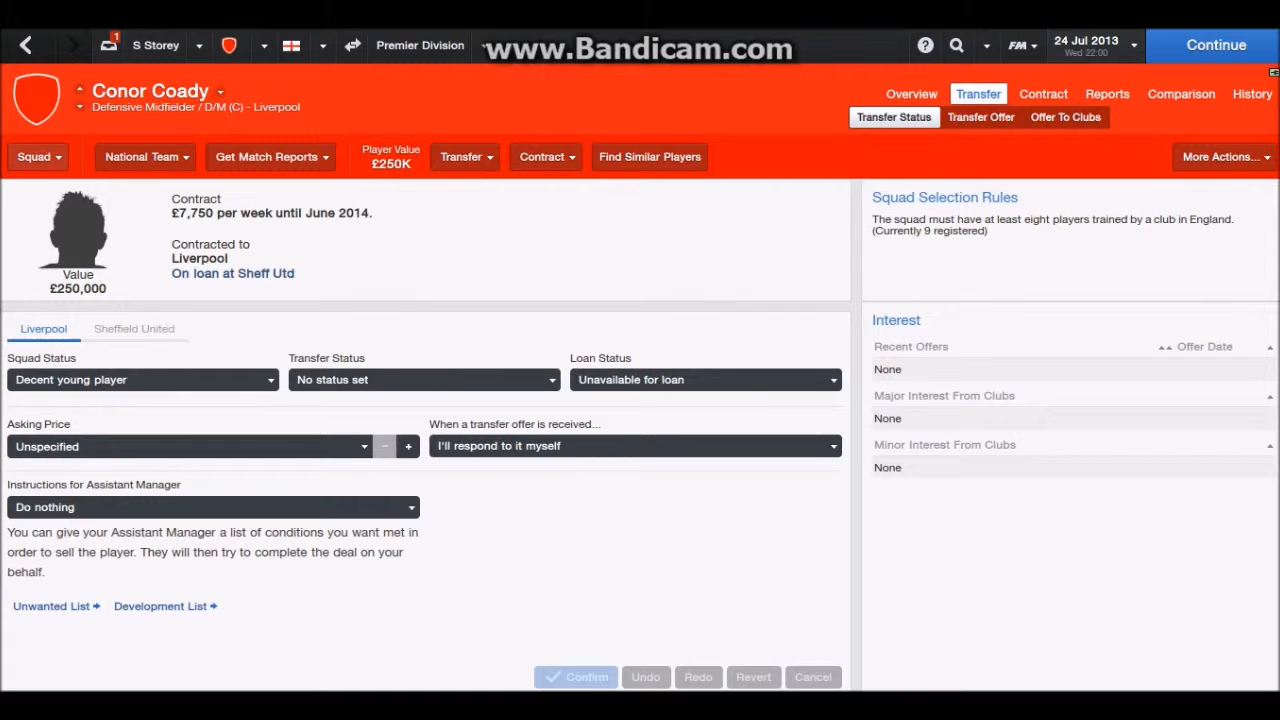 1
S Storey
Premier Division
www.Bandicam.com
?
FM
24 Jul 2013
Wed 22:00
Continue
Conor Coady
Defensive Midfielder / D/M (C) - Liverpool
Overview
Transfer
Contract
Reports
Comparison
History
Transfer Status
Transfer Offer
Offer To Clubs
Squad
National Team
Get Match Reports
Player Value
£250K
Transfer
Contract
Find Similar Players
More Actions...
Contract
£7,750 per week until June 2014.
Contracted to
Liverpool
On loan at Sheff Utd
Value
£250,000
Squad Selection Rules
The squad must have at least eight players trained by a club in England.
(Currently 9 registered)
Liverpool
Sheffield United
Squad Status
Transfer Status
Loan Status
Decent young player
No status set
Unavailable for loan
Asking Price
When a transfer offer is received...
Unspecified
- +
I'll respond to it myself
Instructions for Assistant Manager
Do nothing
You can give your Assistant Manager a list of conditions you want met in
order to sell the player. They will then try to complete the deal on your
behalf.
Unwanted List
Development List
Interest
Recent Offers
Offer Date
None
Major Interest From Clubs
None
Minor Interest From Clubs
None
Confirm
Undo
Redo
Revert
Cancel